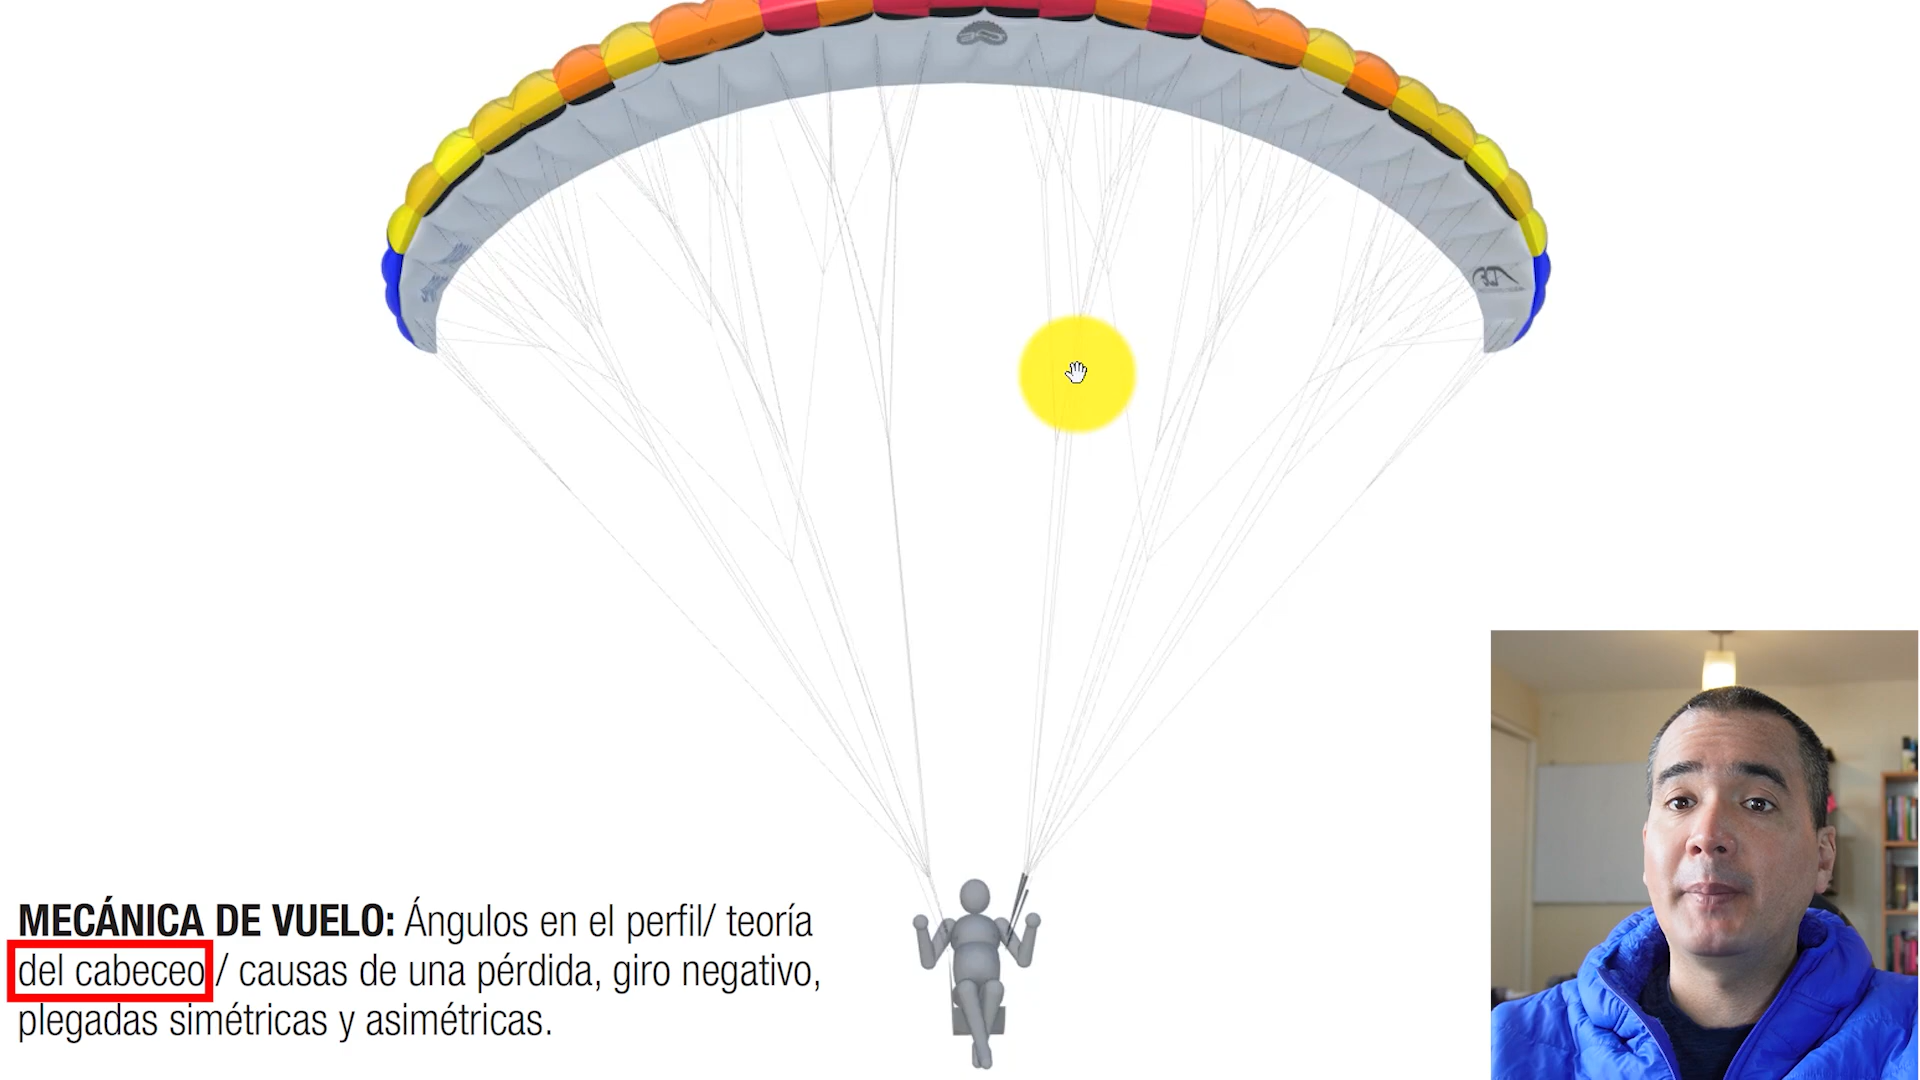 MECÁNICA DE VUELO: Ángulos en el perfil/ teoría
del cabeceo / causas de una pérdida, giro negativo,
plegadas simétricas y asimétricas.